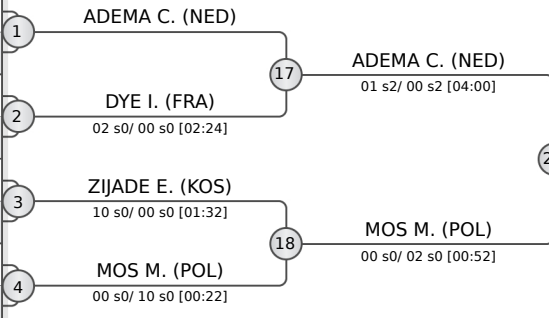 1
ADEMA C. (NED)
17
ADEMA C. (NED)
01 s2/ 00 s2 [04:00]
2
DYE I. (FRA)
02 s0/ 00 s0 [02:24]
3
ZIJADE E. (KOS)
10 s0/ 00 s0 [01:32]
18
MOS M. (POL)
00 s0/ 02 s0 [00:52]
4
MOS M. (POL)
00 s0/ 10 s0 [00:22]